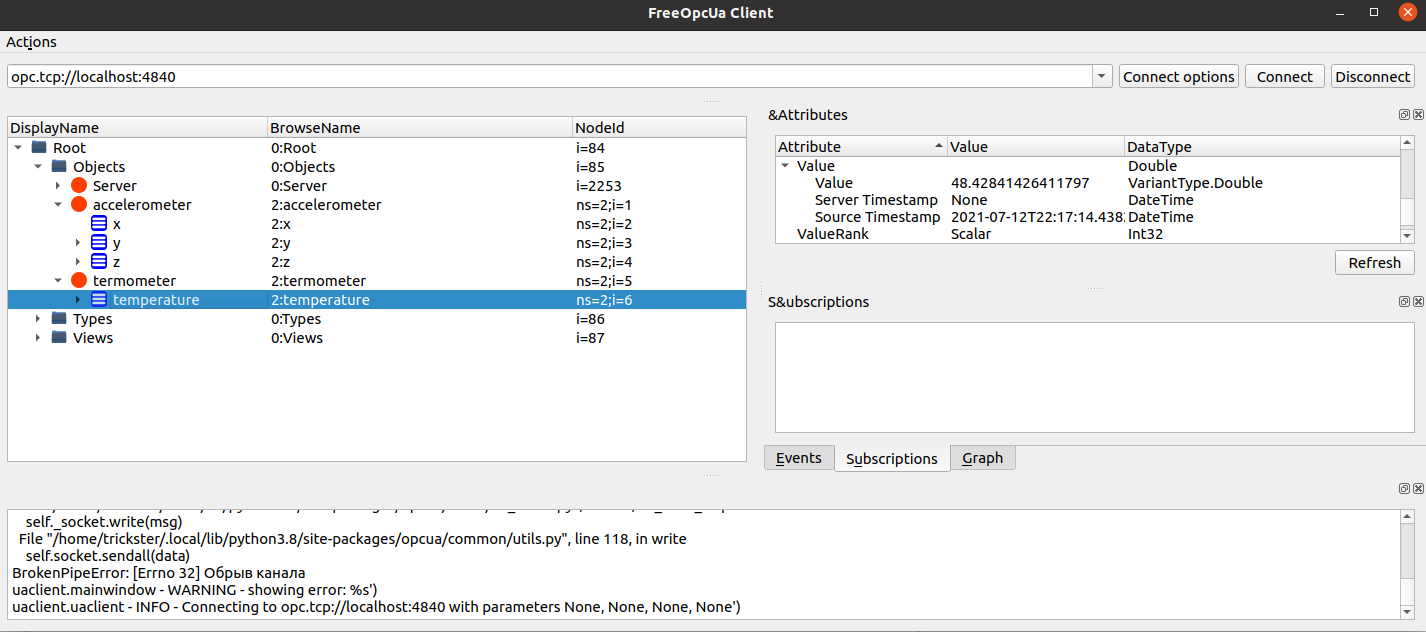 FreeOpcUa Client
Actions
opc.tcp://localhost:4840 Connect options Connect Disconnect
DisplayName BrowseName NodeId
Root 0:Root i=84
Objects 0:Objects i=85
Server 0:Server i=2253
accelerometer 2:accelerometer ns=2;i=1
x 2:x ns=2;i=2
y 2:y ns=2;i=3
z 2:z ns=2;i=4
termometer 2:termometer ns=2;i=5
temperature 2:temperature ns=2;i=6
Types 0:Types i=86
Views 0:Views i=87
&Attributes
Attribute Value DataType
Value Double
Value 48.42841426411797 VariantType.Double
Server Timestamp None DateTime
Source Timestamp 2021-07-12T22:17:14.438 DateTime
ValueRank Scalar Int32
Refresh
S&ubscriptions
Events Subscriptions Graph
self._socket.write(msg)
File "/home/trickster/.local/lib/python3.8/site-packages/opcua/common/utils.py", line 118, in write
self.socket.sendall(data)
BrokenPipeError: [Errno 32] Обрыв канала
uaclient.mainwindow - WARNING - showing error: %s')
uaclient.uaclient - INFO - Connecting to opc.tcp://localhost:4840 with parameters None, None, None, None')